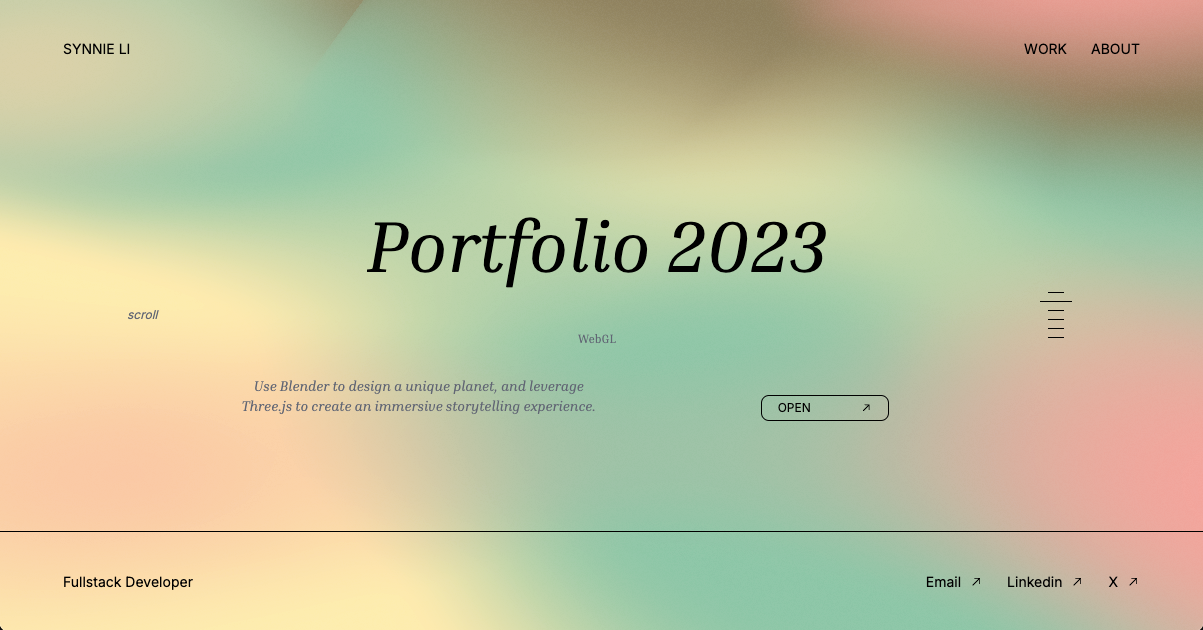 SYNNIE LI
WORK ABOUT
Portfolio 2023
scroll
WebGL
Use Blender to design a unique planet, and leverage
Three.js to create an immersive storytelling experience.
OPEN
Fullstack Developer
Email Linkedin X